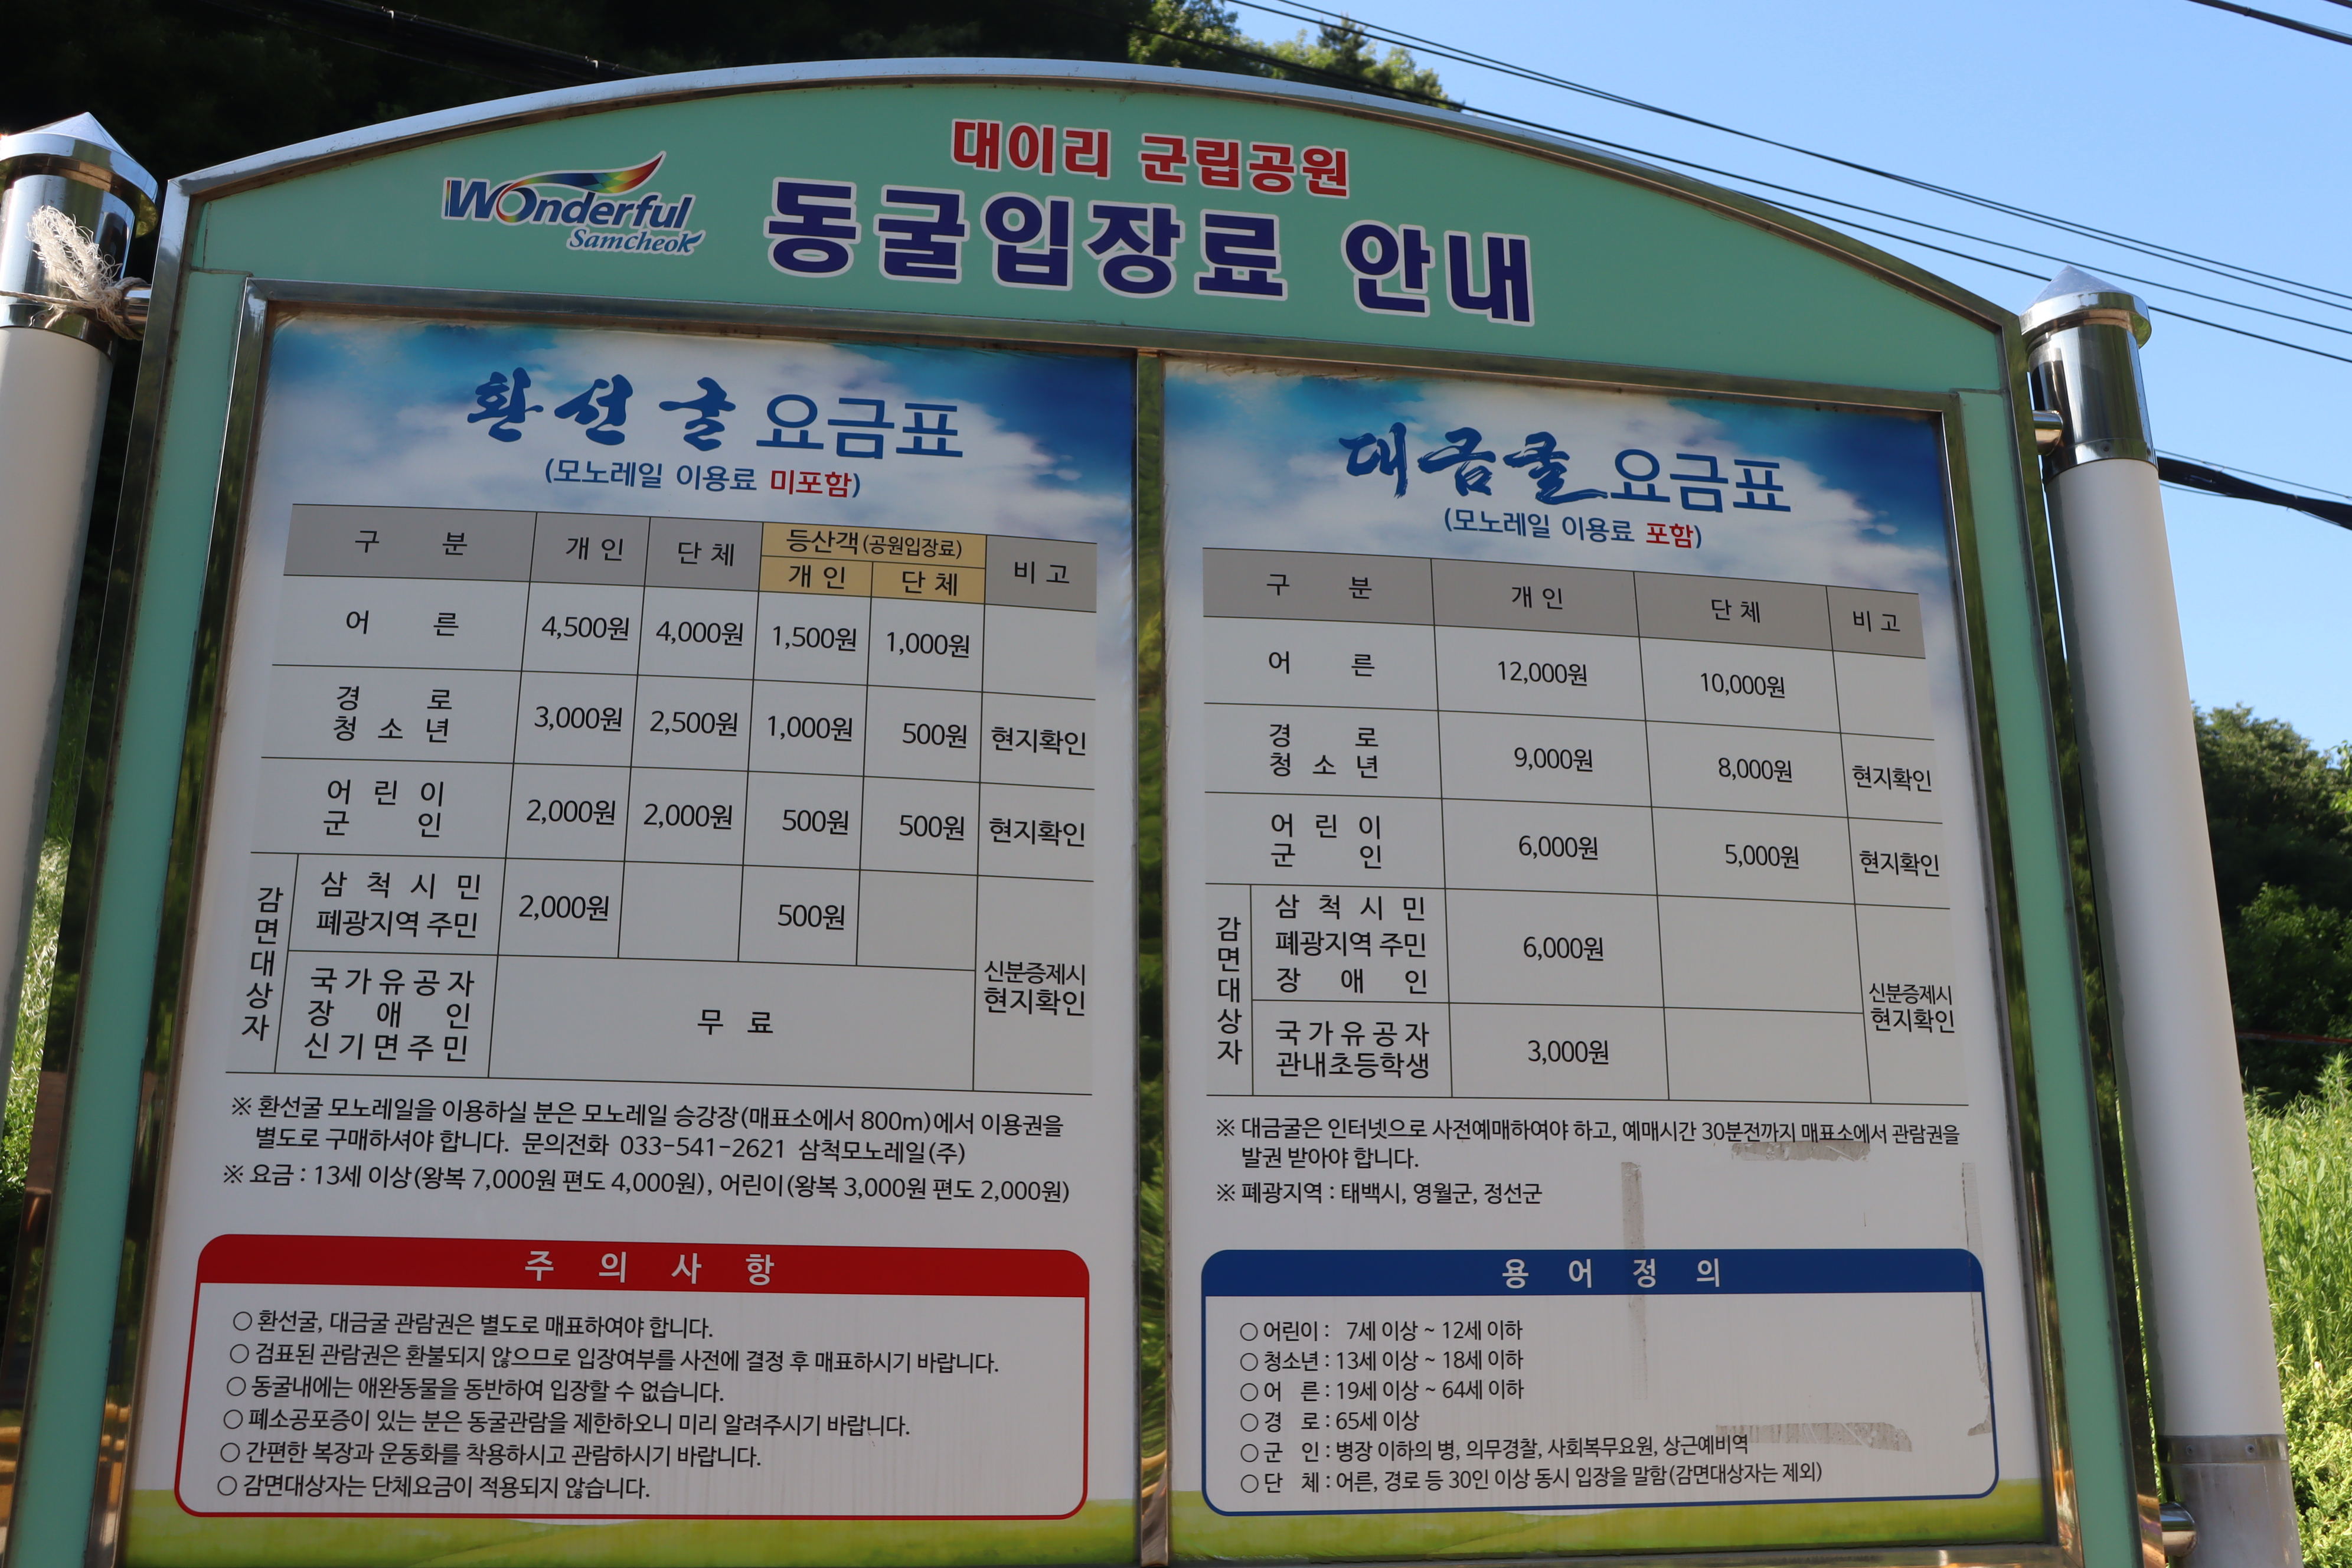 대이리 군립공원
Wonderful
Samcheok
동굴입장료 안내
환선굴 요금표
(모노레일 이용료 미포함)
구 분 개인 단체 등산객(공원입장료) 비고
개인 단체
어 른 4,500원 4,000원 1,500원 1,000원
경 로
청 소 년 3,000원 2,500원 1,000원 500원 현지확인
어 린 이
군 인 2,000원 2,000원 500원 500원 현지확인
감면대상자
삼 척 시 민
폐광지역 주민 2,000원 500원
신분증제시
현지확인
국가유공자
장 애 인 무 료
신기면주민
※ 환선굴 모노레일을 이용하실 분은 모노레일 승강장(매표소에서 800m)에서 이용권을
별도로 구매하셔야 합니다. 문의전화 033-541-2621 삼척모노레일(주)
※ 요금 : 13세 이상(왕복 7,000원 편도 4,000원), 어린이(왕복 3,000원 편도 2,000원)
주 의 사 항
○ 환선굴, 대금굴 관람권은 별도로 매표하여야 합니다.
○ 검표된 관람권은 환불되지 않으므로 입장여부를 사전에 결정 후 매표하시기 바랍니다.
○ 동굴내에는 애완동물을 동반하여 입장할 수 없습니다.
○ 폐소공포증이 있는 분은 동굴관람을 제한하오니 미리 알려주시기 바랍니다.
○ 간편한 복장과 운동화를 착용하시고 관람하시기 바랍니다.
○ 감면대상자는 단체요금이 적용되지 않습니다.
대금굴 요금표
(모노레일 이용료 포함)
구 분 개인 단체 비고
어 른 12,000원 10,000원
경 로
청 소 년 9,000원 8,000원 현지확인
어 린 이
군 인 6,000원 5,000원 현지확인
감면대상자
삼 척 시 민
폐광지역 주민 6,000원
장 애 인
신분증제시
현지확인
국가유공자
관내초등학생 3,000원
※ 대금굴은 인터넷으로 사전예매하여야 하고, 예매시간 30분전까지 매표소에서 관람권을
발권 받아야 합니다.
※ 폐광지역 : 태백시, 영월군, 정선군
용 어 정 의
○ 어린이 : 7세 이상 ~ 12세 이하
○ 청소년 : 13세 이상 ~ 18세 이하
○ 어 른 : 19세 이상 ~ 64세 이하
○ 경 로 : 65세 이상
○ 군 인 : 병장 이하의 병, 의무경찰, 사회복무요원, 상근예비역
○ 단 체 : 어른, 경로 등 30인 이상 동시 입장을 말함(감면대상자는 제외)